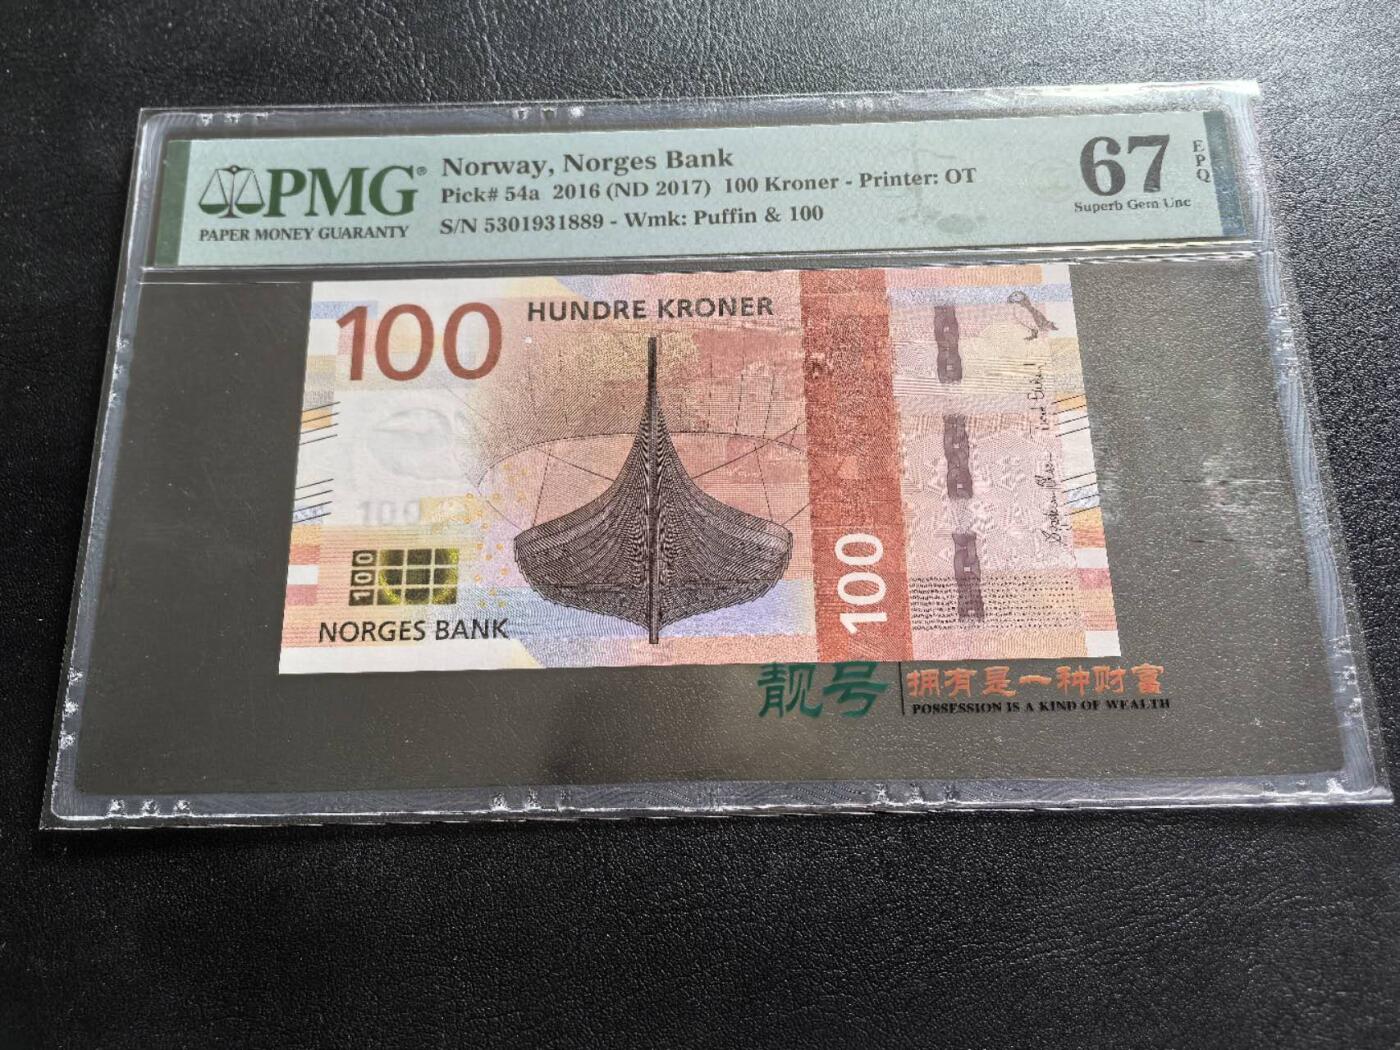 PMG®
PAPER MONEY GUARANTY
Norway, Norges Bank
Pick# 54a 2016 (ND 2017) 100 Kroner - Printer: OT
S/N 5301931889 - Wmk: Puffin & 100
67
EPQ
Superb Gem Unc
100
HUNDRE KRONER
100
100
NORGES BANK
100
靓号
拥有是一种财富
POSSESSION IS A KIND OF WEALTH